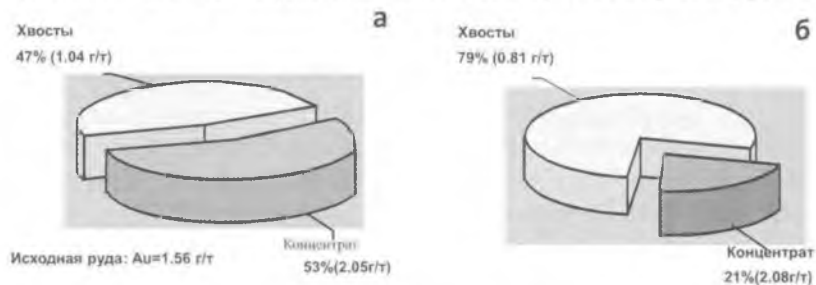 а
Хвосты
47% (1.04 г/т)
Концентрат
53%(2.05г/т)
Исходная руда: Au=1.56 г/т
б
Хвосты
79% (0.81 г/т)
Концентрат
21%(2.08г/т)